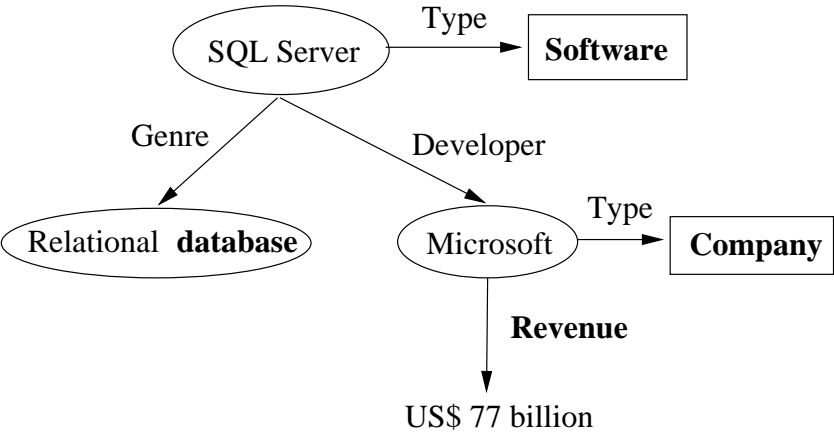 Type
SQL Server
Software
Genre
Developer
Type
Relational database
Microsoft
Company
Revenue
US$ 77 billion